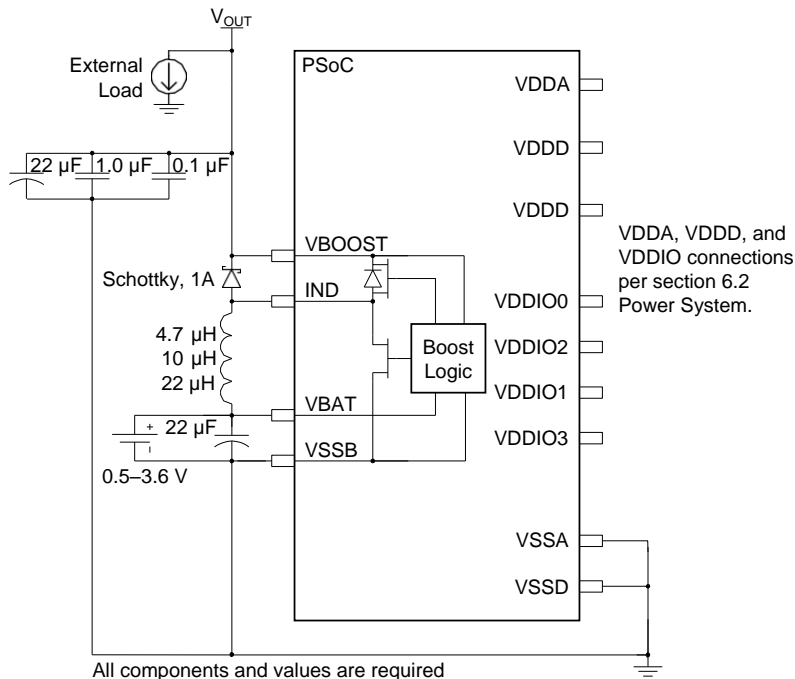 VOUT
PSoC
External
Load
VDDA
22 µF
1.0 µF
0.1 µF
VDDD
VDDD
VDDA, VDDD, and
VDDIO connections
per section 6.2
Power System.
VBOOST
Schottky, 1A
IND
VDDIO0
4.7 µH
10 µH
22 µH
Boost
Logic
VDDIO2
VDDIO1
VBAT
22 µF
+
-
VDDIO3
VSSB
0.5–3.6 V
VSSA
VSSD
All components and values are required